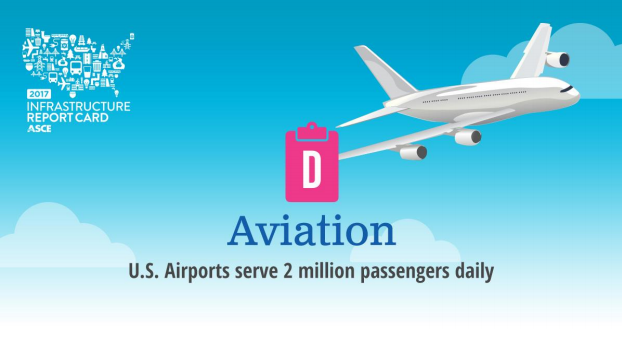 2017
INFRASTRUCTURE
REPORT CARD
ASCE
D
Aviation
U.S. Airports serve 2 million passengers daily